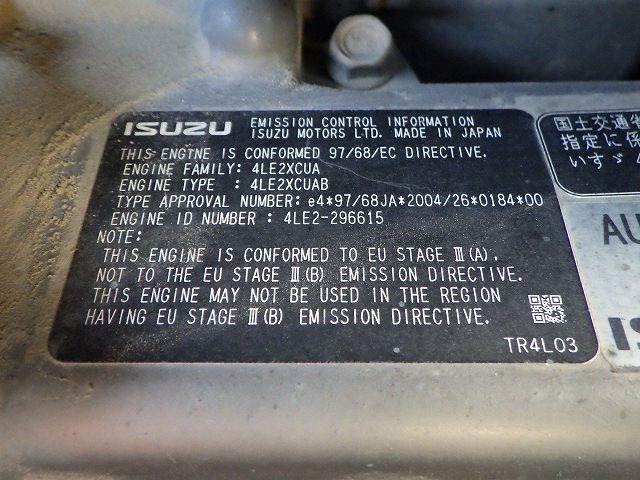 ISUZU EMISSION CONTROL INFORMATION
ISUZU MOTORS LTD. MADE IN JAPAN
THIS ENGINE IS CONFORMED 97/68/EC DIRECTIVE.
ENGINE FAMILY: 4LE2XCUA
ENGINE TYPE : 4LE2XCUAB
TYPE APPROVAL NUMBER: e4*97/68JA*2004/26*0184*00
ENGINE ID NUMBER : 4LE2-296615
NOTE:
THIS ENGINE IS CONFORMED TO EU STAGE Ⅲ(A),
NOT TO THE EU STAGE Ⅲ(B) EMISSION DIRECTIVE.
THIS ENGINE MAY NOT BE USED IN THE REGION
HAVING EU STAGE Ⅲ(B) EMISSION DIRECTIVE.
TR4L03
国土交通省
指定に係
いすゞ
AU
IS